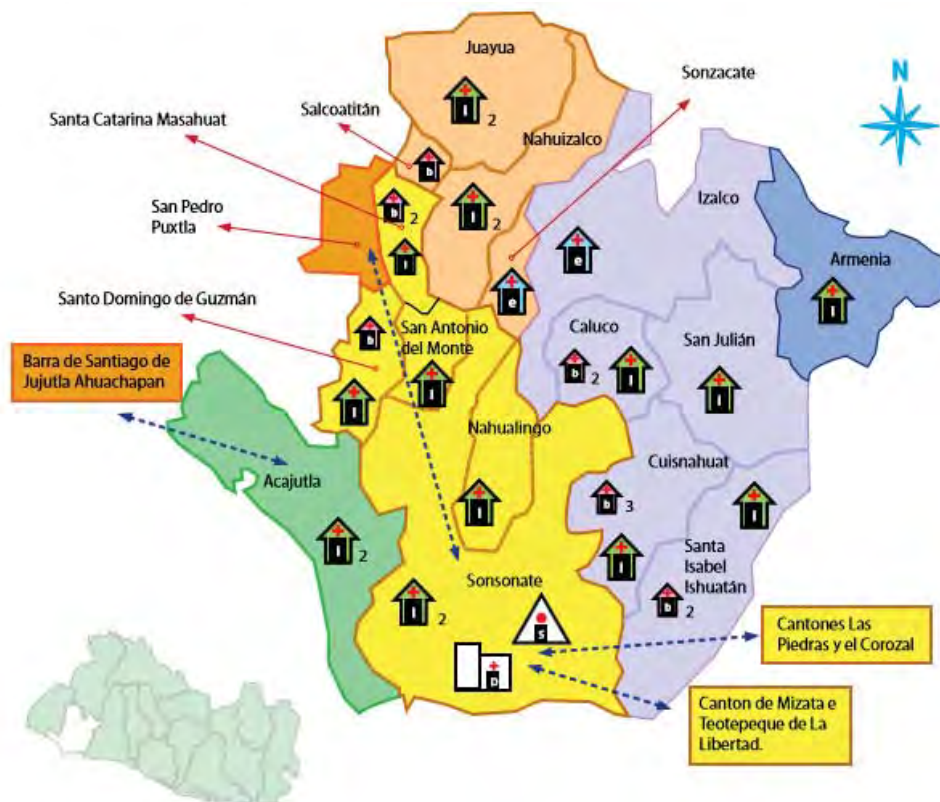 N
Juayua
l 2
Sonzacate
Salcoatitán
Santa Catarina Masahuat
Nahuizalco
b
Izalco
San Pedro
Puxtla
b 2
l 2
l
e
Armenia
e
l
Santo Domingo de Guzmán
San Antonio
del Monte
Caluco
San Julián
b
b 2
l
Barra de Santiago de
Jujutla Ahuachapan
l
l
l
Nahualingo
Cuisnahuat
Acajutla
l
b 3
l
l 2
l
Santa
Isabel
Ishuatán
Sonsonate
l 2
b 2
s
D
Cantones Las
Piedras y el Corozal
Canton de Mizata e
Teotepeque de La
Libertad.